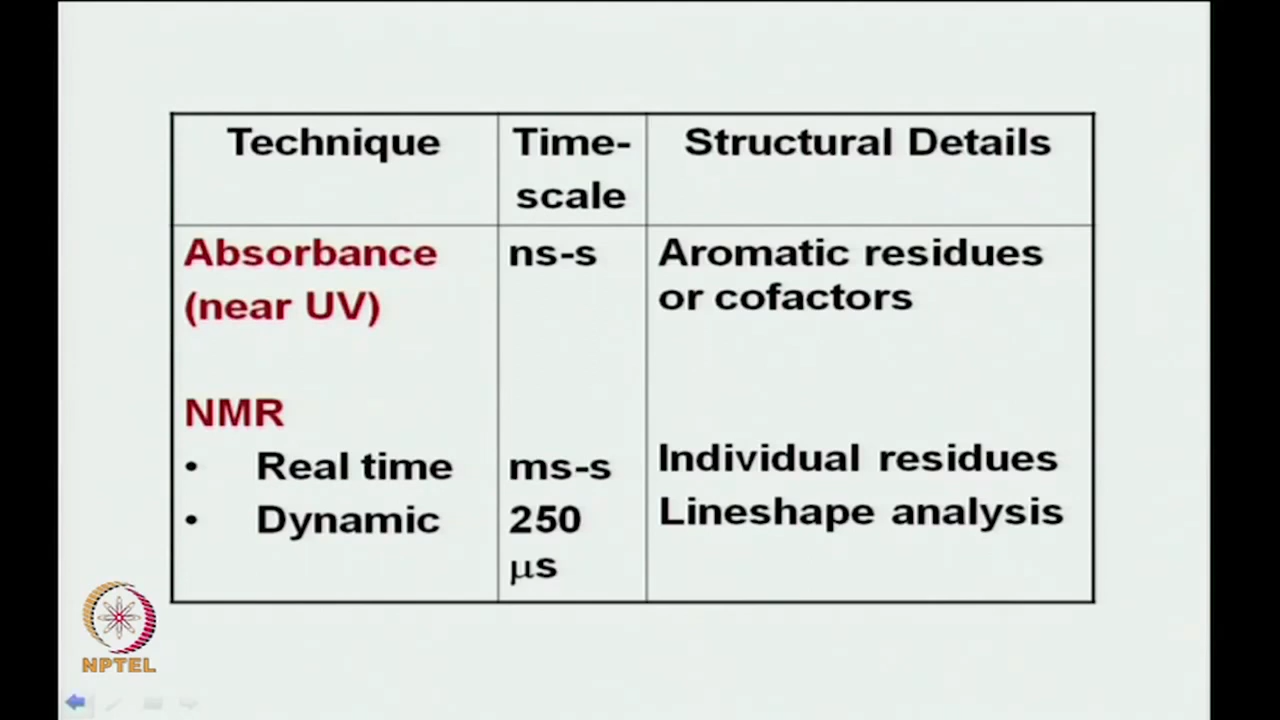 Technique
Time-
scale
Structural Details
Absorbance
(near UV)
ns-s
Aromatic residues
or cofactors
NMR
• Real time
ms-s
Individual residues
• Dynamic
250
μs
Lineshape analysis
NPTEL